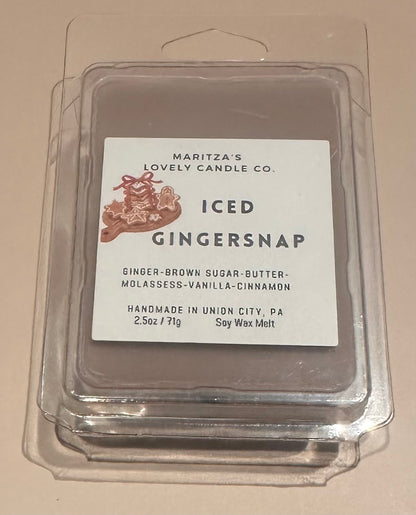 MARITZA'S
LOVELY CANDLE CO.
ICED
GINGERSNAP
GINGER-BROWN SUGAR-BUTTER-
MOLASSESS-VANILLA-CINNAMON
HANDMADE IN UNION CITY, PA
2.5oz / 71g Soy Wax Melt